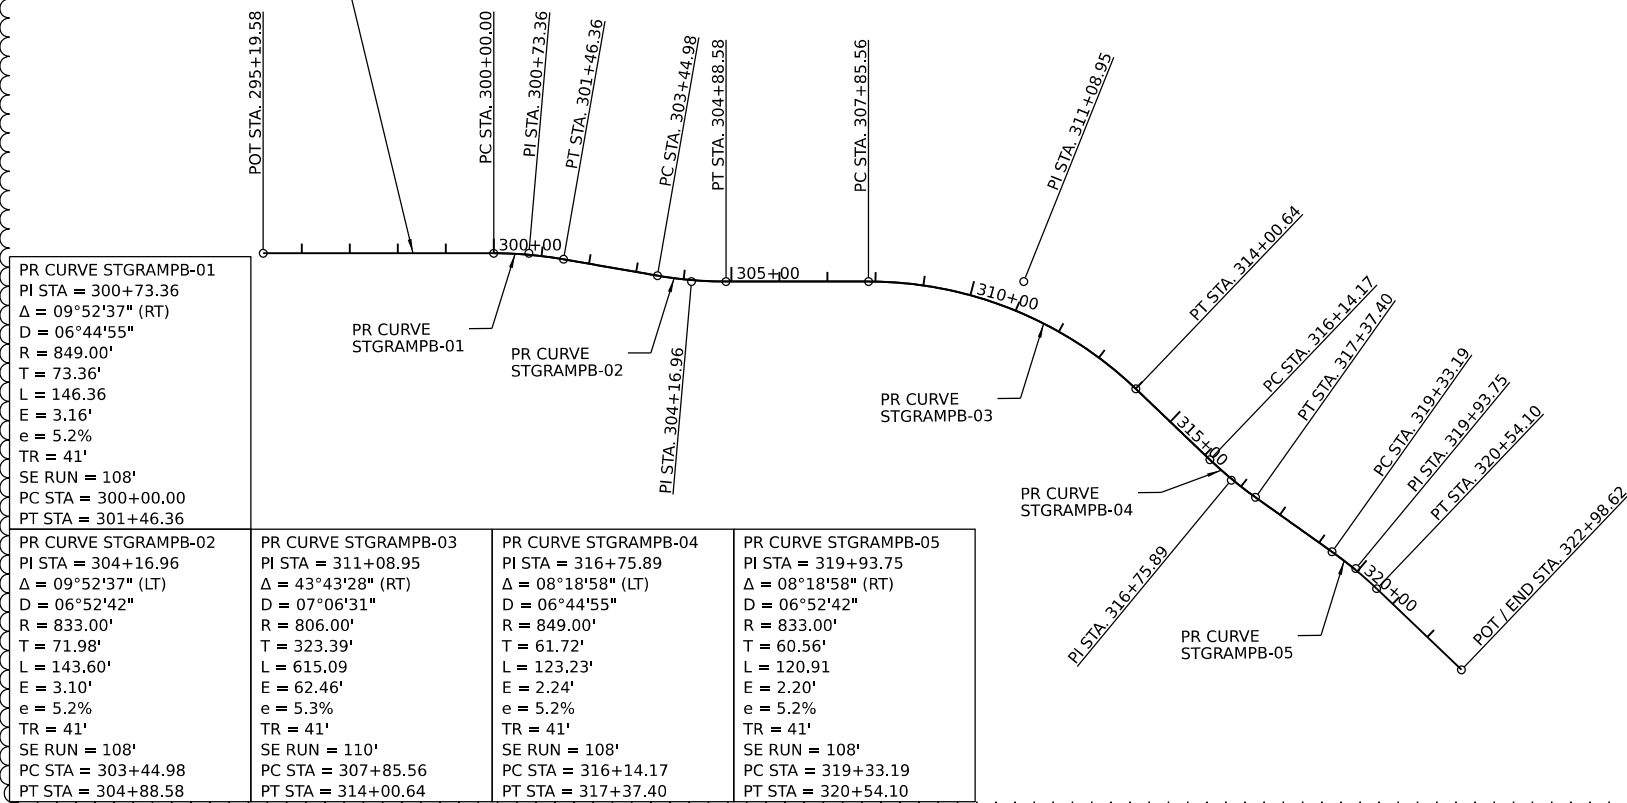 POT STA. 295+19.58
PC STA. 300+00.00
PI STA. 300+73.36
PT STA. 301+46.36
PC STA. 303+44.98
PT STA. 304+88.58
PC STA. 307+85.56
PI STA. 311+08.95
PT STA. 314+00.64
PC STA. 316+14.17
PT STA. 317+37.40
PC STA. 319+33.19
PI STA. 319+93.75
PT STA. 320+54.10
POT / END STA. 322+98.62
300+00
305+00
310+00
315+00
320+00
PI STA. 304+16.96
PI STA. 316+75.89
PR CURVE
STGRAMPB-01
PR CURVE
STGRAMPB-02
PR CURVE
STGRAMPB-03
PR CURVE
STGRAMPB-04
PR CURVE
STGRAMPB-05
PR CURVE STGRAMPB-01
PI STA = 300+73.36
Δ = 09°52'37" (RT)
D = 06°44'55"
R = 849.00'
T = 73.36'
L = 146.36
E = 3.16'
e = 5.2%
TR = 41'
SE RUN = 108'
PC STA = 300+00.00
PT STA = 301+46.36
PR CURVE STGRAMPB-02
PI STA = 304+16.96
Δ = 09°52'37" (LT)
D = 06°52'42"
R = 833.00'
T = 71.98'
L = 143.60'
E = 3.10'
e = 5.2%
TR = 41'
SE RUN = 108'
PC STA = 303+44.98
PT STA = 304+88.58
PR CURVE STGRAMPB-03
PI STA = 311+08.95
Δ = 43°43'28" (RT)
D = 07°06'31"
R = 806.00'
T = 323.39'
L = 615.09
E = 62.46'
e = 5.3%
TR = 41'
SE RUN = 110'
PC STA = 307+85.56
PT STA = 314+00.64
PR CURVE STGRAMPB-04
PI STA = 316+75.89
Δ = 08°18'58" (LT)
D = 06°44'55"
R = 849.00'
T = 61.72'
L = 123.23'
E = 2.24'
e = 5.2%
TR = 41'
SE RUN = 108'
PC STA = 316+14.17
PT STA = 317+37.40
PR CURVE STGRAMPB-05
PI STA = 319+93.75
Δ = 08°18'58" (RT)
D = 06°52'42"
R = 833.00'
T = 60.56'
L = 120.91
E = 2.20'
e = 5.2%
TR = 41'
SE RUN = 108'
PC STA = 319+33.19
PT STA = 320+54.10